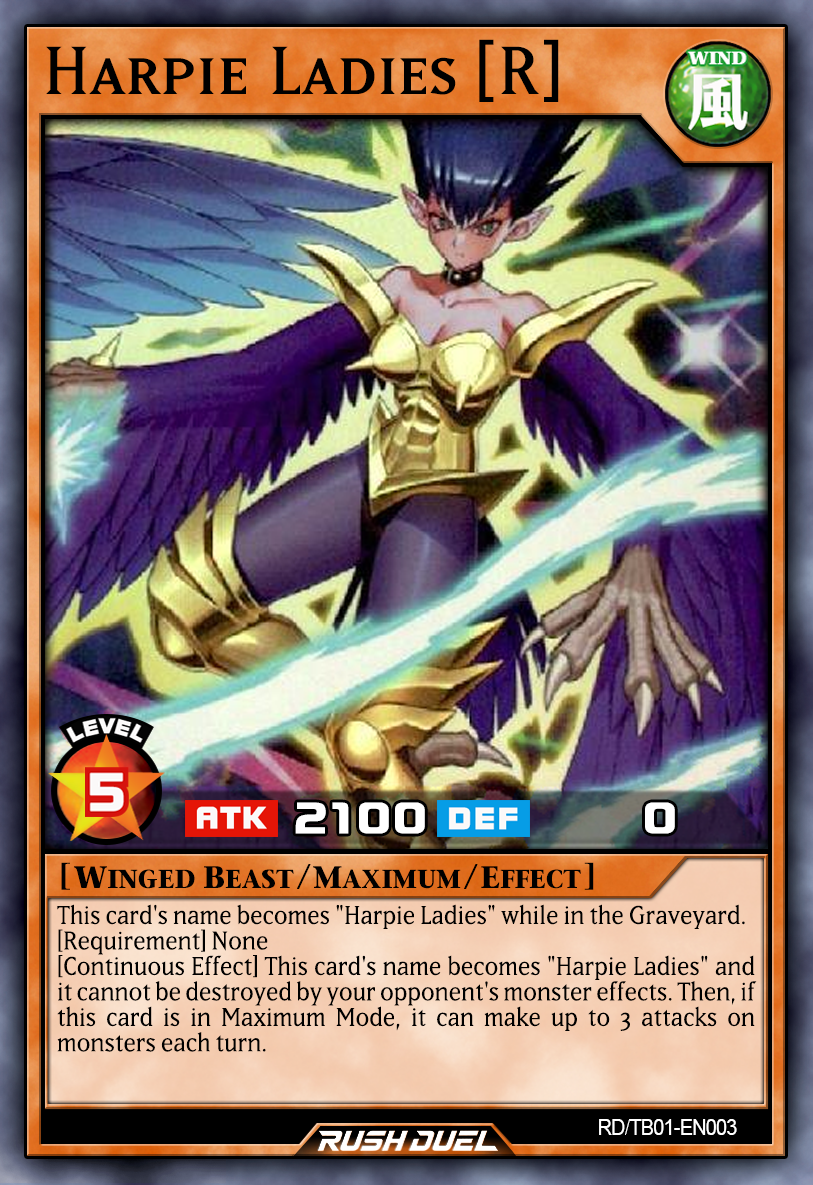 Harpie Ladies [R]
WIND
風
LEVEL
5
ATK 2100 DEF 0
[Winged Beast/Maximum/Effect]
This card's name becomes "Harpie Ladies" while in the Graveyard.
[Requirement] None
[Continuous Effect] This card's name becomes "Harpie Ladies" and
it cannot be destroyed by your opponent's monster effects. Then, if
this card is in Maximum Mode, it can make up to 3 attacks on
monsters each turn.
RUSH DUEL
RD/TB01-EN003